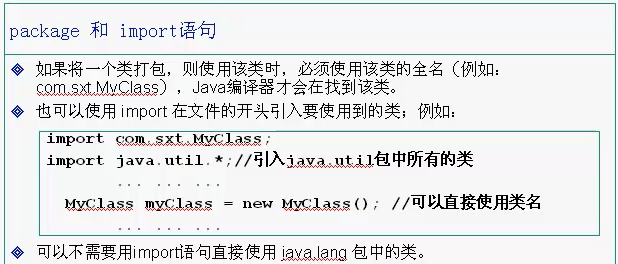 package 和 import语句
如果将一个类打包，则使用该类时，必须使用该类的全名（例如：
com.sxt.MyClass），Java编译器才会在找到该类。
也可以使用 import 在文件的开头引入要使用到的类；例如：
import com.sxt.MyClass;
import java.util.*;//引入java.util包中所有的类
... ... ...
MyClass myClass = new MyClass(); //可以直接使用类名
... ... ...
可以不需要用import语句直接使用 java.lang 包中的类。